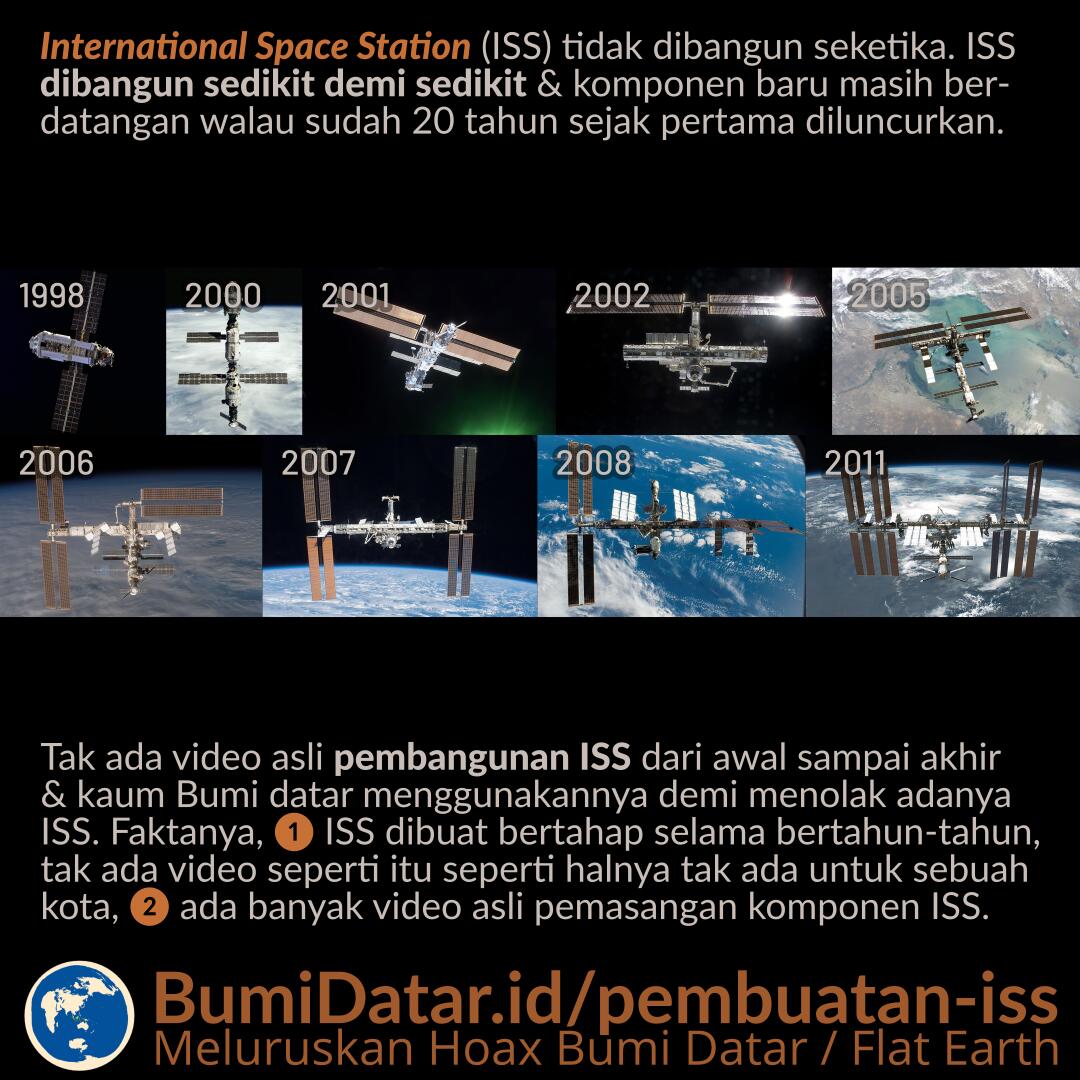 International Space Station (ISS) tidak dibangun seketika. ISS
dibangun sedikit demi sedikit & komponen baru masih ber-
datangan walau sudah 20 tahun sejak pertama diluncurkan.
1998 2000 2001 2002 2005
2006 2007 2008 2011
Tak ada video asli pembangunan ISS dari awal sampai akhir
& kaum Bumi datar menggunakannya demi menolak adanya
ISS. Faktanya, 1 ISS dibuat bertahap selama bertahun-tahun,
tak ada video seperti itu seperti halnya tak ada untuk sebuah
kota, 2 ada banyak video asli pemasangan komponen ISS.
BumiDatar.id/pembuatan-iss
Meluruskan Hoax Bumi Datar / Flat Earth